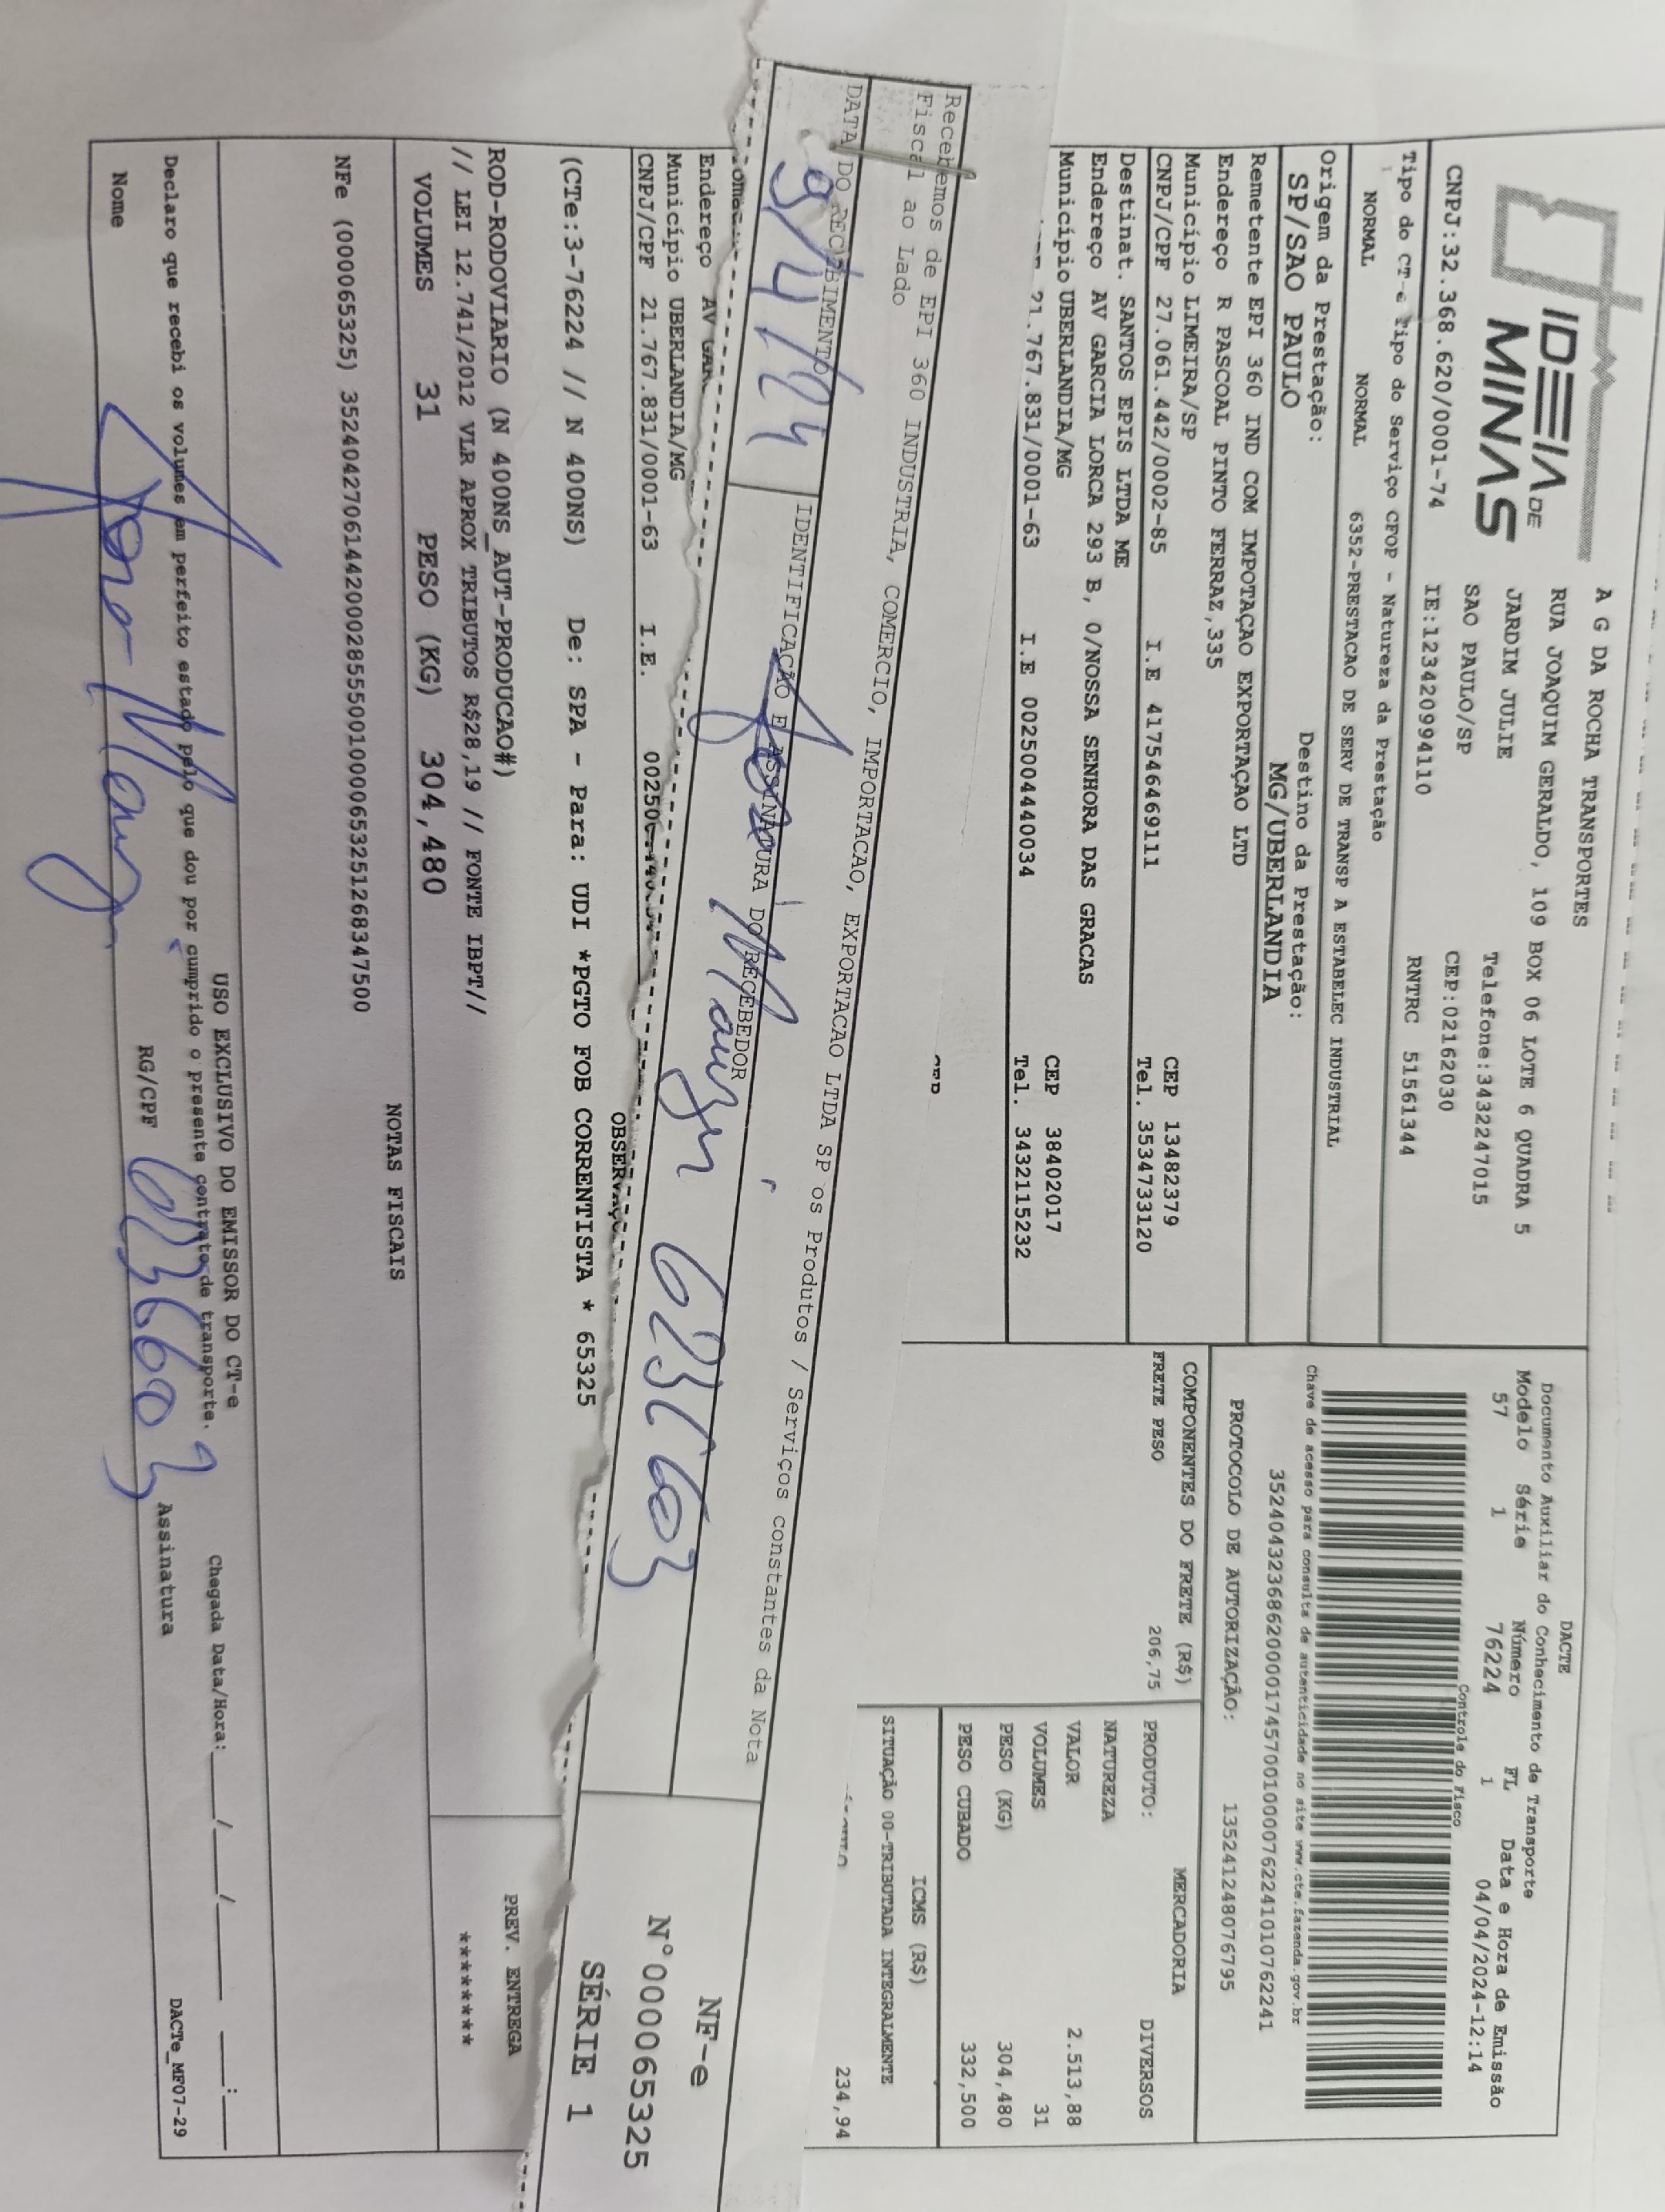 IDEIA DE MINAS
A G DA ROCHA TRANSPORTES
RUA JOAQUIM GERALDO, 109 BOX 06 LOTE 6 QUADRA 5
JARDIM JULIE Telefone:3432247015
SAO PAULO/SP CEP:02162030
CNPJ:32.368.620/0001-74 IE:123420994110 RNTRC 51561344
Tipo do CT-e Tipo do Serviço CFOP - Natureza da Prestação
NORMAL NORMAL 6352-PRESTACAO DE SERV DE TRANSP A ESTABELEC INDUSTRIAL
Origem da Prestação: Destino da Prestação:
SP/SAO PAULO MG/UBERLANDIA
DACTE
Documento Auxiliar do Conhecimento de Transporte
Modelo Série Número FL Data e Hora de Emissão
57 1 76224 1 04/04/2024-12:14
Controle do Fisco
Chave de acesso para consulta de autenticidade no site www.cte.fazenda.gov.br
35240432368620000174570010000762241010762241
PROTOCOLO DE AUTORIZAÇÃO: 135241248076795
Remetente EPI 360 IND COM IMPOTAÇAO EXPORTAÇAO LTD
Endereço R PASCOAL PINTO FERRAZ,335
Município LIMEIRA/SP CEP 13482379
CNPJ/CPF 27.061.442/0002-85 I.E 417546469111 Tel. 3534733120
Destinat. SANTOS EPIS LTDA ME
Endereço AV GARCIA LORCA 293 B, 0/NOSSA SENHORA DAS GRACAS
Município UBERLANDIA/MG CEP 38402017
21.767.831/0001-63 I.E 0025004440034 Tel. 3432115232
COMPONENTES DO FRETE (R$)
FRETE PESO 206,75
MERCADORIA
PRODUTO: DIVERSOS
NATUREZA
VALOR 2.513,88
VOLUMES 31
PESO (KG) 304,480
PESO CUBADO 332,500
ICMS (R$)
SITUAÇÃO 00-TRIBUTADA INTEGRALMENTE
234,94
Recebemos de EPI 360 INDUSTRIA, COMERCIO, IMPORTACAO, EXPORTACAO LTDA SP os Produtos / Serviços constantes da Nota
Fiscal ao Lado
DATA DO RECEBIMENTO IDENTIFICAÇÃO E ASSINATURA DO RECEBEDOR
9/4/24
NF-e
N°000065325
SÉRIE 1
Endereço AV
Município UBERLANDIA/MG
CNPJ/CPF 21.767.831/0001-63 I.E.
(CTe:3-76224 // N 400NS) De: SPA - Para: UDI *PGTO FOB CORRENTISTA * 65325
ROD-RODOVIARIO (N 400NS_AUT-PRODUCAO#)
// LEI 12.741/2012 VLR APROX TRIBUTOS R$28,19 // FONTE IBPT//
VOLUMES 31 PESO (KG) 304,480
PREV. ENTREGA
********
NOTAS FISCAIS
NFe (000065325) 35240427061442000285550010000653251268347500
USO EXCLUSIVO DO EMISSOR DO CT-e
Declaro que recebi os volumes em perfeito estado pelo que dou por cumprido o presente contrato de transporte.
Chegada Data/Hora:___/___/_____ ___:___
Nome RG/CPF Assinatura
DACTe_MF07-29